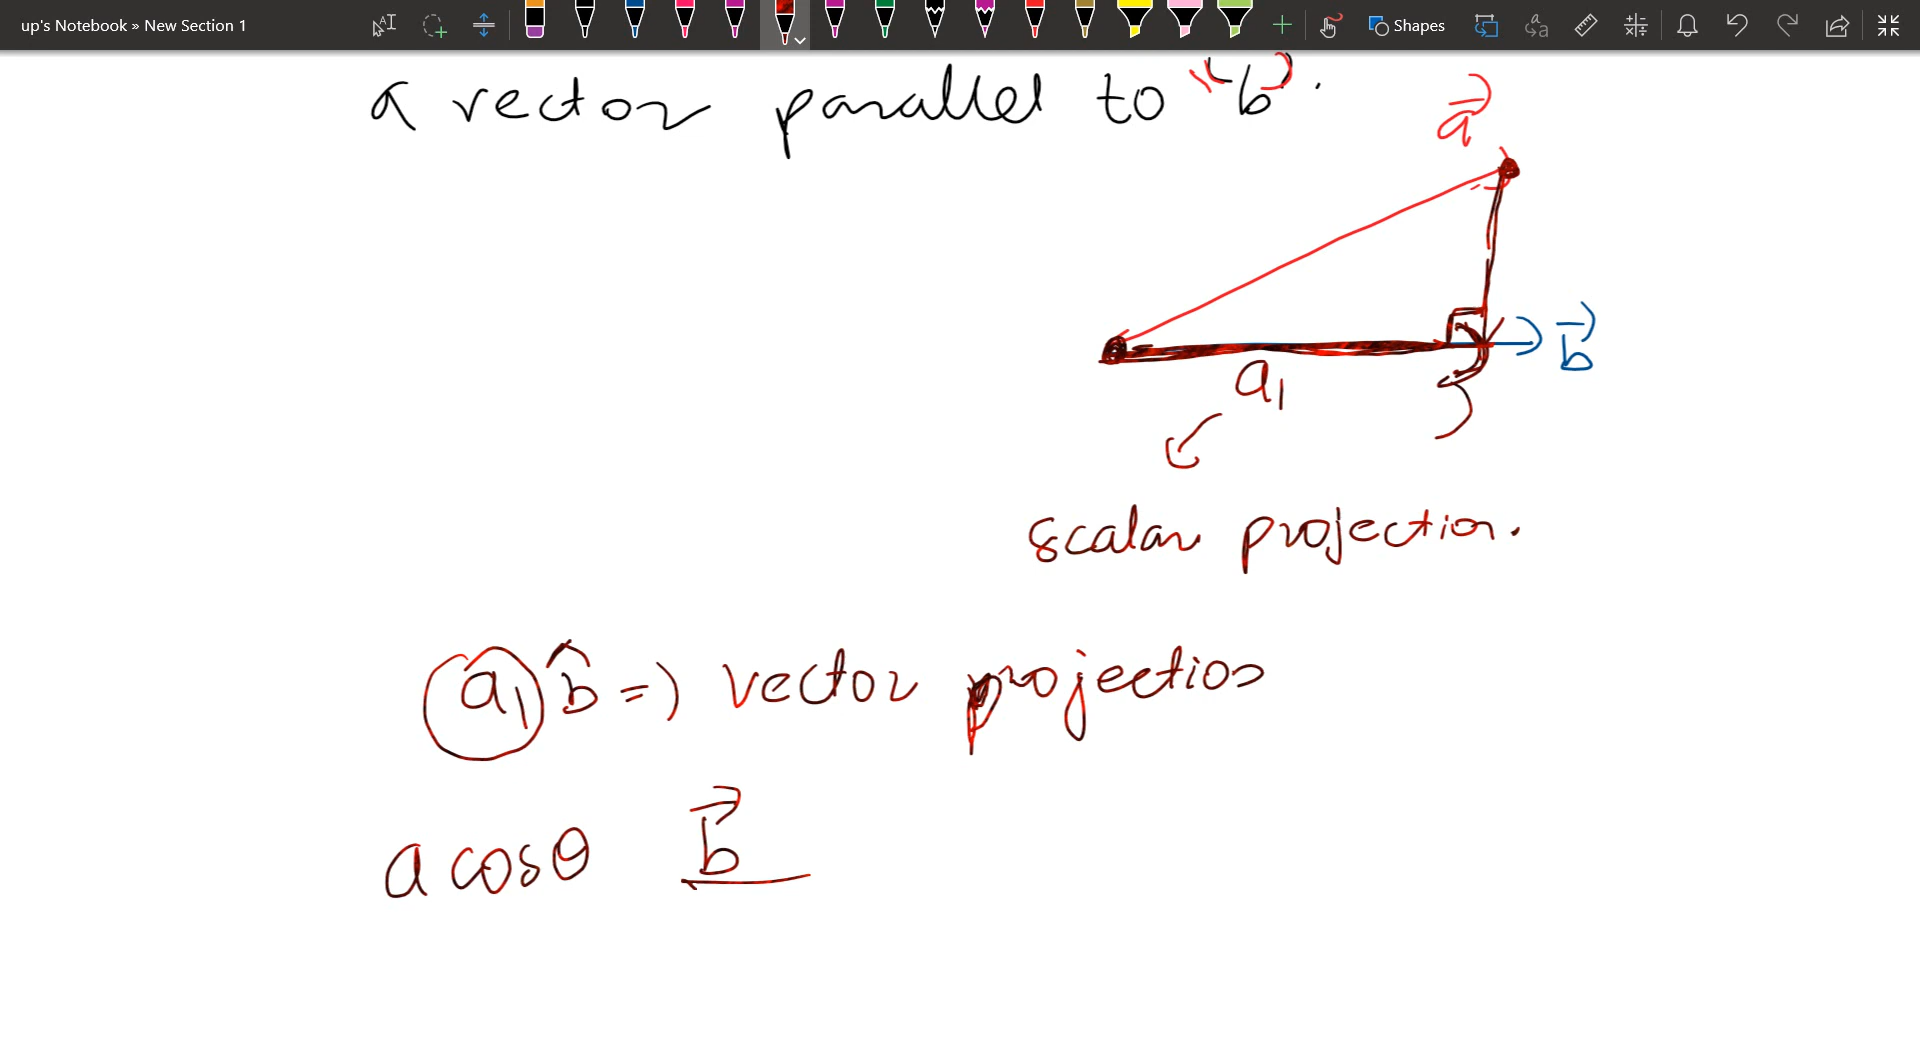 up's Notebook » New Section 1
Shapes
a vector parallel to "b".
a⃗
b⃗
a₁
scalar projection.
a₁ b̂ => vector projection
a cosθ b⃗